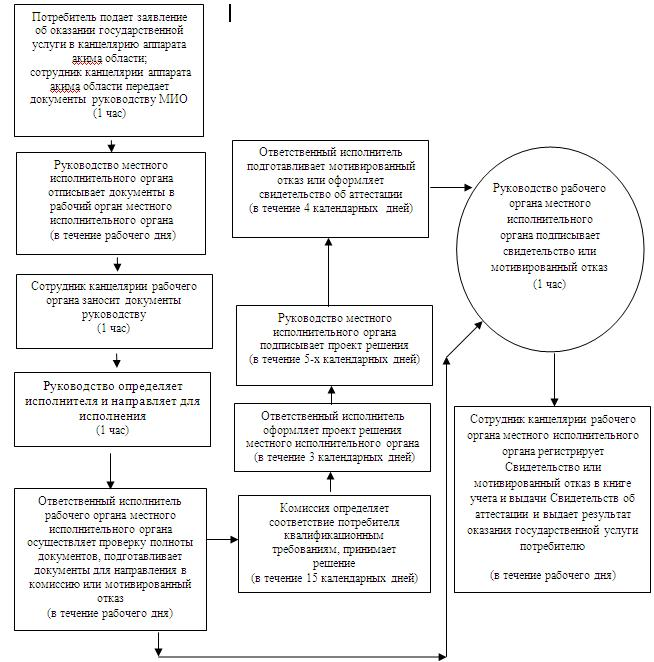 Потребитель подает заявление
об оказании государственной
услуги в канцелярию аппарата
акима области;
сотрудник канцелярии аппарата
акима области передает
документы руководству МИО
(1 час)
Руководство местного
исполнительного органа
отписывает документы в
рабочий орган местного
исполнительного органа
(в течение рабочего дня)
Сотрудник канцелярии рабочего
органа заносит документы
руководству
(1 час)
Руководство определяет
исполнителя и направляет для
исполнения
(1 час)
Ответственный исполнитель
рабочего органа местного
исполнительного органа
осуществляет проверку полноты
документов, подготавливает
документы для направления в
комиссию или мотивированный
отказ
(в течение рабочего дня)
Комиссия определяет
соответствие потребителя
квалификационным
требованиям, принимает
решение
(в течение 15 календарных дней)
Ответственный исполнитель
оформляет проект решения
местного исполнительного органа
(в течение 3 календарных дней)
Руководство местного
исполнительного органа
подписывает проект решения
(в течение 5-х календарных дней)
Ответственный исполнитель
подготавливает мотивированный
отказ или оформляет
свидетельство об аттестации
(в течение 4 календарных дней)
Руководство рабочего
органа местного
исполнительного
органа подписывает
свидетельство или
мотивированный отказ
(1 час)
Сотрудник канцелярии рабочего
органа местного исполнительного
органа регистрирует
Свидетельство или
мотивированный отказ в книге
учета и выдачи Свидетельств об
аттестации и выдает результат
оказания государственной услуги
потребителю
(в течение рабочего дня)